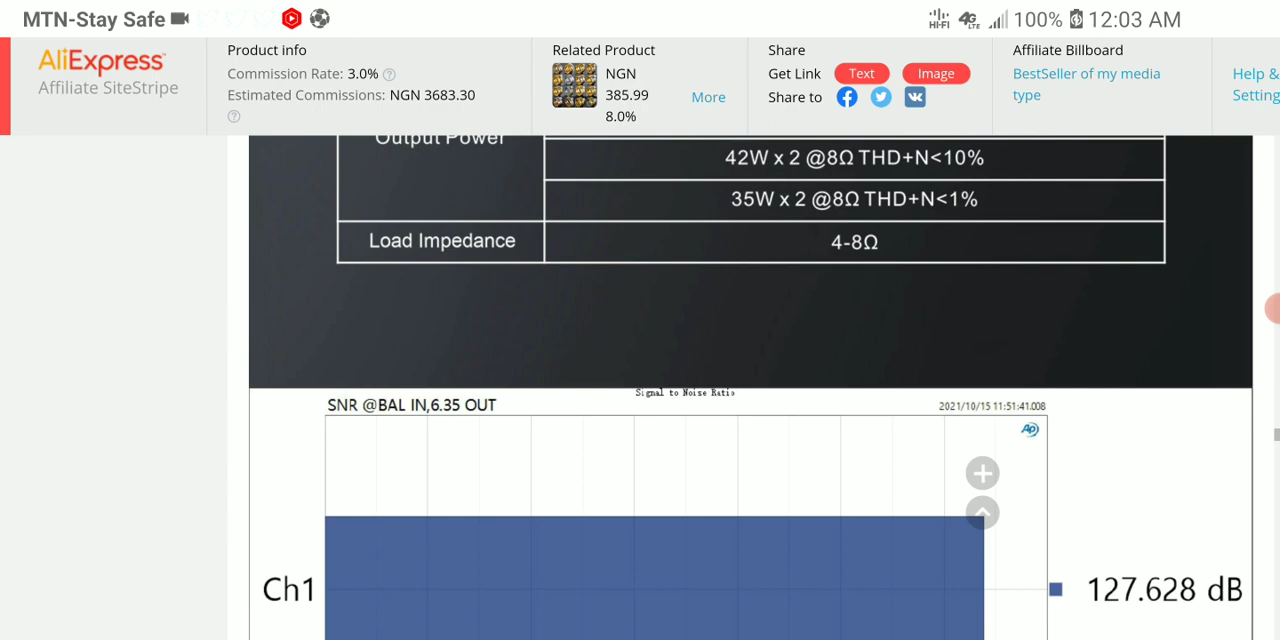 MTN-Stay Safe
HI-FI 4G LTE 100% 12:03 AM
AliExpress™
Affiliate SiteStripe
Product info
Commission Rate: 3.0% ?
Estimated Commissions: NGN 3683.30
?
Related Product
NGN
385.99
8.0%
More
Share
Get Link Text Image
Share to
Affiliate Billboard
BestSeller of my media
type
Help &
Setting
Output Power
42W x 2 @8Ω THD+N<10%
35W x 2 @8Ω THD+N<1%
Load Impedance 4-8Ω
Signal to Noise Ratio
SNR @BAL IN,6.35 OUT 2021/10/15 11:51:41.008
AP
Ch1 127.628 dB